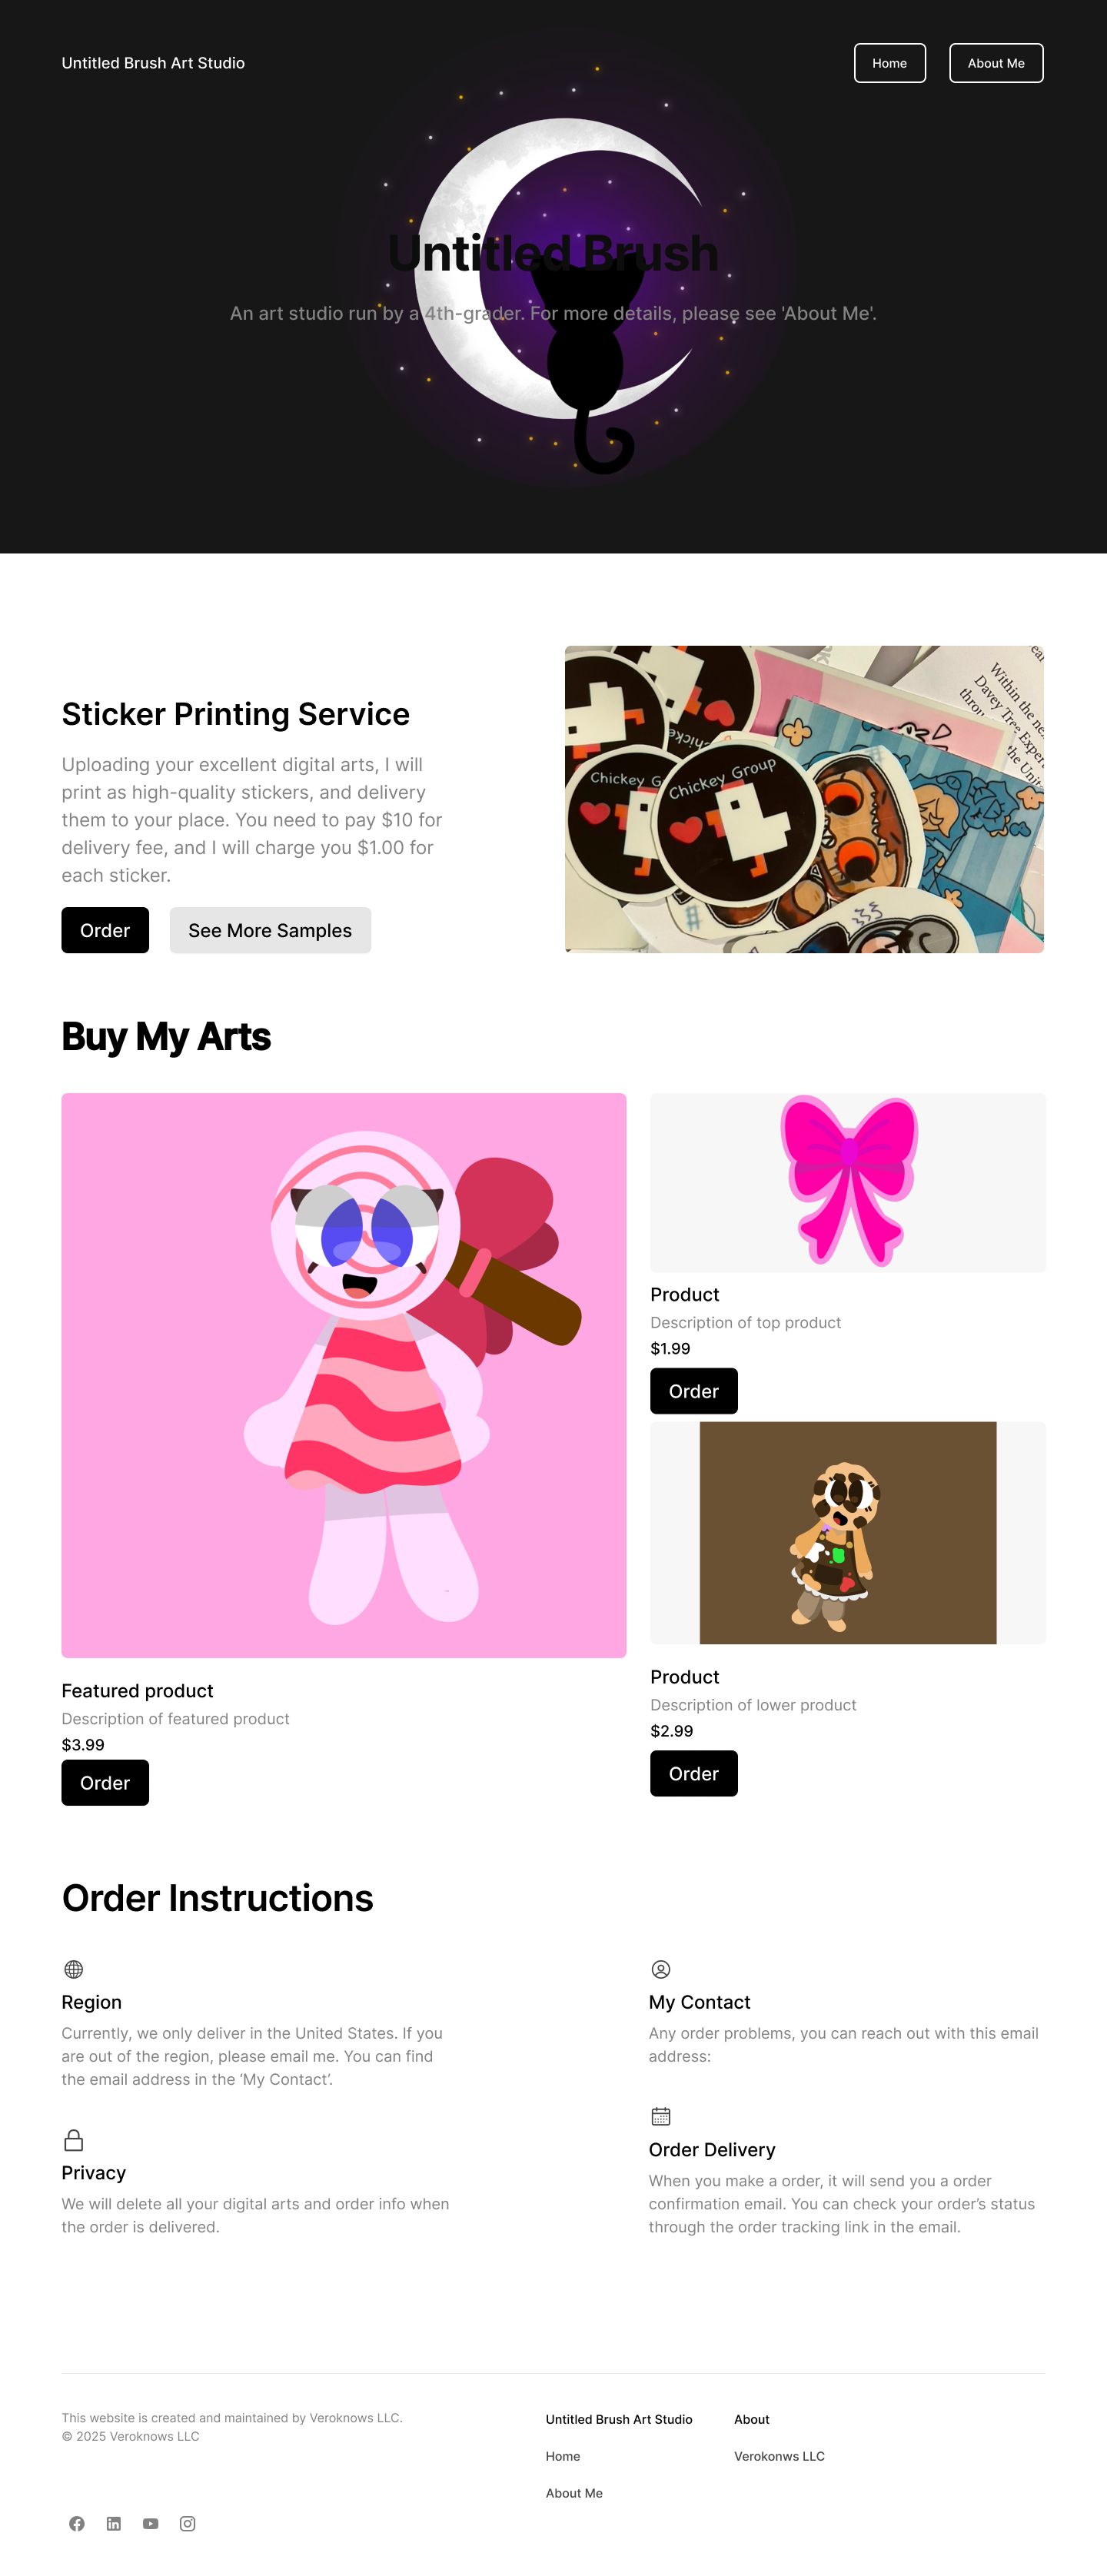 Untitled Brush Art Studio
Home
About Me
Untitled Brush
An art studio run by a 4th-grader. For more details, please see 'About Me'.
Sticker Printing Service
Uploading your excellent digital arts, I will
print as high-quality stickers, and delivery
them to your place. You need to pay $10 for
delivery fee, and I will charge you $1.00 for
each sticker.
Order
See More Samples
Chickey
Chickey G
Chickey Group
Within the ne
Davey Tree Exper
the Unit
Buy My Arts
Featured product
Description of featured product
$3.99
Order
Product
Description of top product
$1.99
Order
Product
Description of lower product
$2.99
Order
Order Instructions
Region
Currently, we only deliver in the United States. If you
are out of the region, please email me. You can find
the email address in the ‘My Contact’.
Privacy
We will delete all your digital arts and order info when
the order is delivered.
My Contact
Any order problems, you can reach out with this email
address:
Order Delivery
When you make a order, it will send you a order
confirmation email. You can check your order’s status
through the order tracking link in the email.
This website is created and maintained by Veroknows LLC.
© 2025 Veroknows LLC
Untitled Brush Art Studio
Home
About Me
About
Verokonws LLC